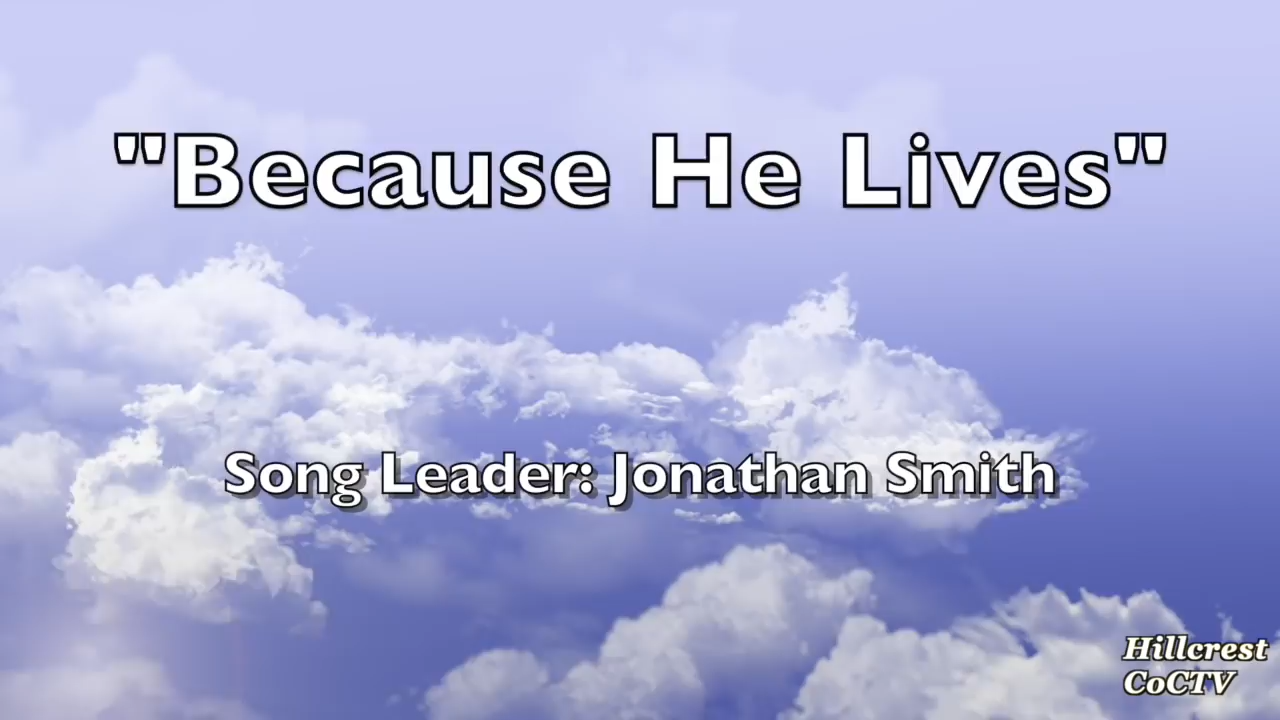 "Because He Lives"
Song Leader: Jonathan Smith
Hillcrest
CoCTV